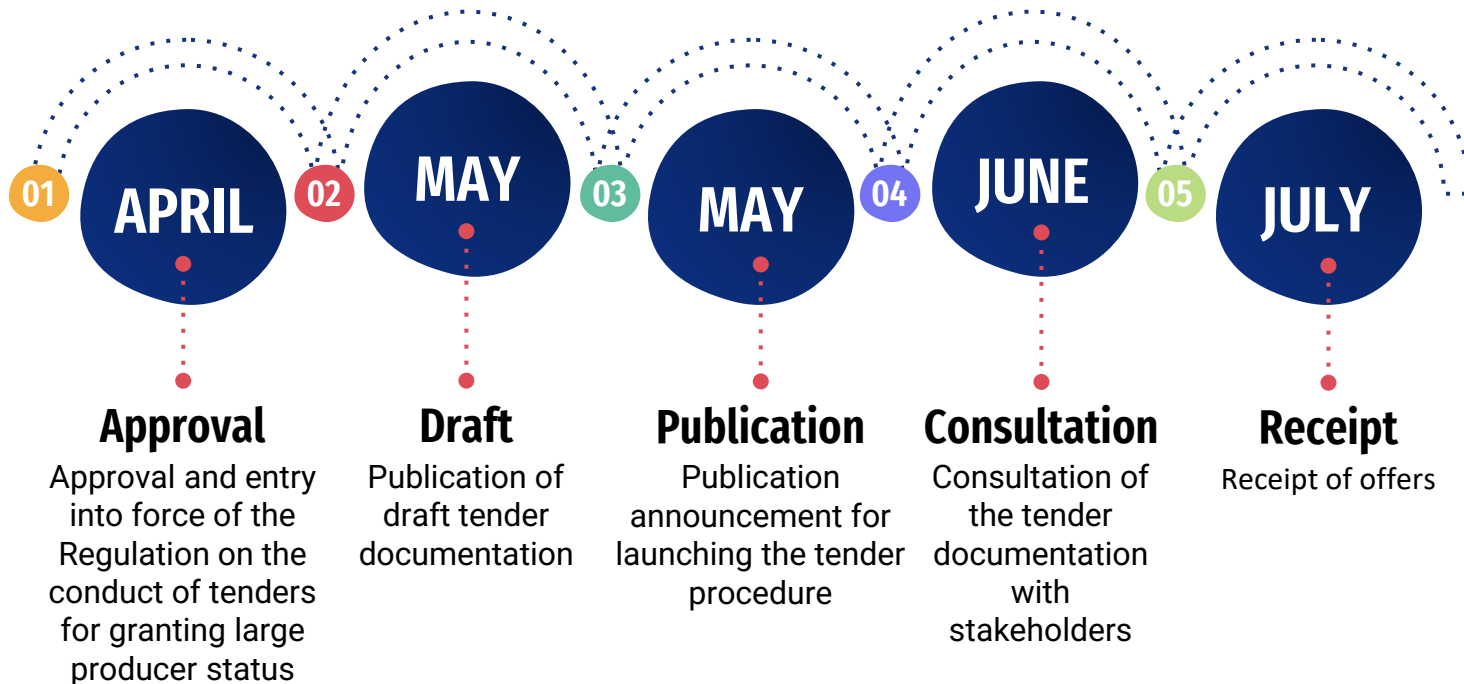 01
APRIL
Approval
Approval and entry
into force of the
Regulation on the
conduct of tenders
for granting large
producer status
02
MAY
Draft
Publication of
draft tender
documentation
03
MAY
Publication
Publication
announcement for
launching the tender
procedure
04
JUNE
Consultation
Consultation of
the tender
documentation
with
stakeholders
05
JULY
Receipt
Receipt of offers